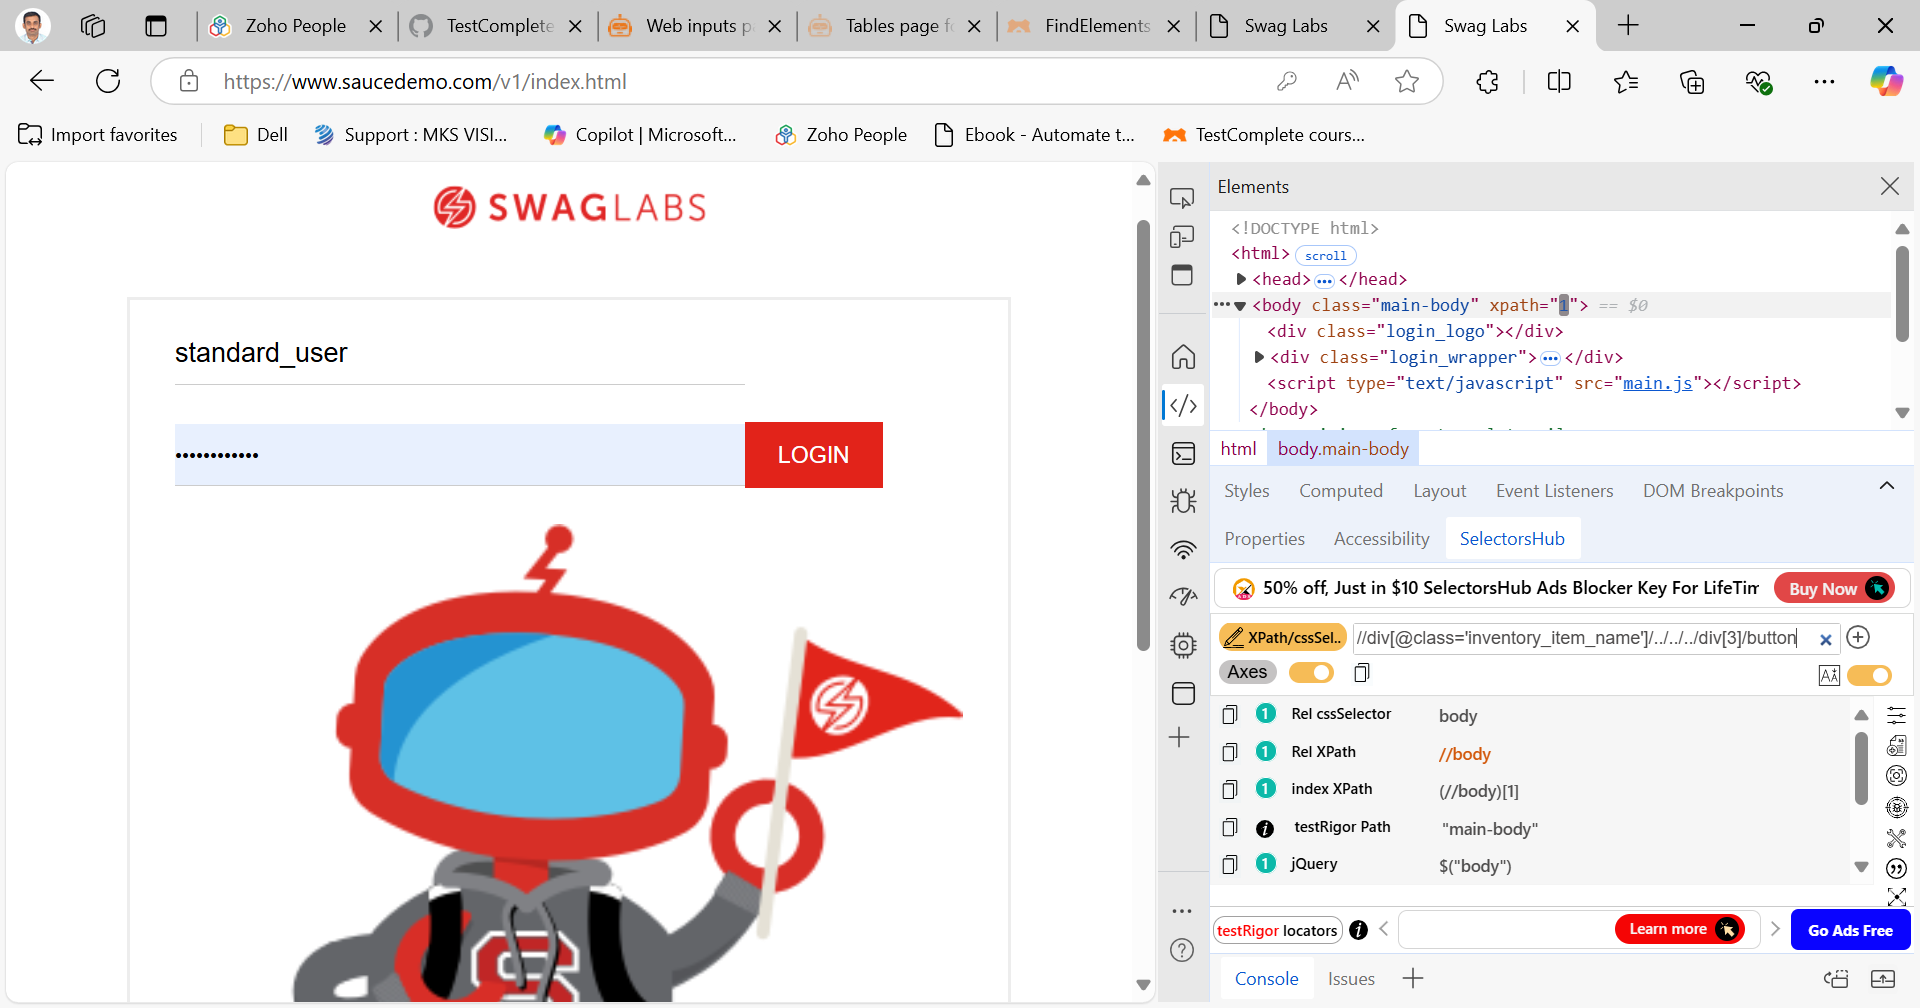 Zoho People
TestComplete
Web inputs p
Tables page fo
FindElements
Swag Labs
Swag Labs
https://www.saucedemo.com/v1/index.html
Import favorites
Dell
Support : MKS VISI...
Copilot | Microsoft...
Zoho People
Ebook - Automate t...
TestComplete cours...
SWAGLABS
standard_user
••••••••••••
LOGIN
Elements
<!DOCTYPE html>
<html> scroll
<head> ••• </head>
••• <body class="main-body" xpath="1"> == $0
<div class="login_logo"></div>
<div class="login_wrapper"> ••• </div>
<script type="text/javascript" src="main.js"></script>
</body>
html
body.main-body
Styles
Computed
Layout
Event Listeners
DOM Breakpoints
Properties
Accessibility
SelectorsHub
50% off, Just in $10 SelectorsHub Ads Blocker Key For LifeTim
Buy Now
XPath/cssSel..
//div[@class='inventory_item_name']/../../../div[3]/button
Axes
1 Rel cssSelector body
1 Rel XPath //body
1 index XPath (//body)[1]
testRigor Path "main-body"
1 jQuery $("body")
testRigor locators
Learn more
Go Ads Free
Console
Issues